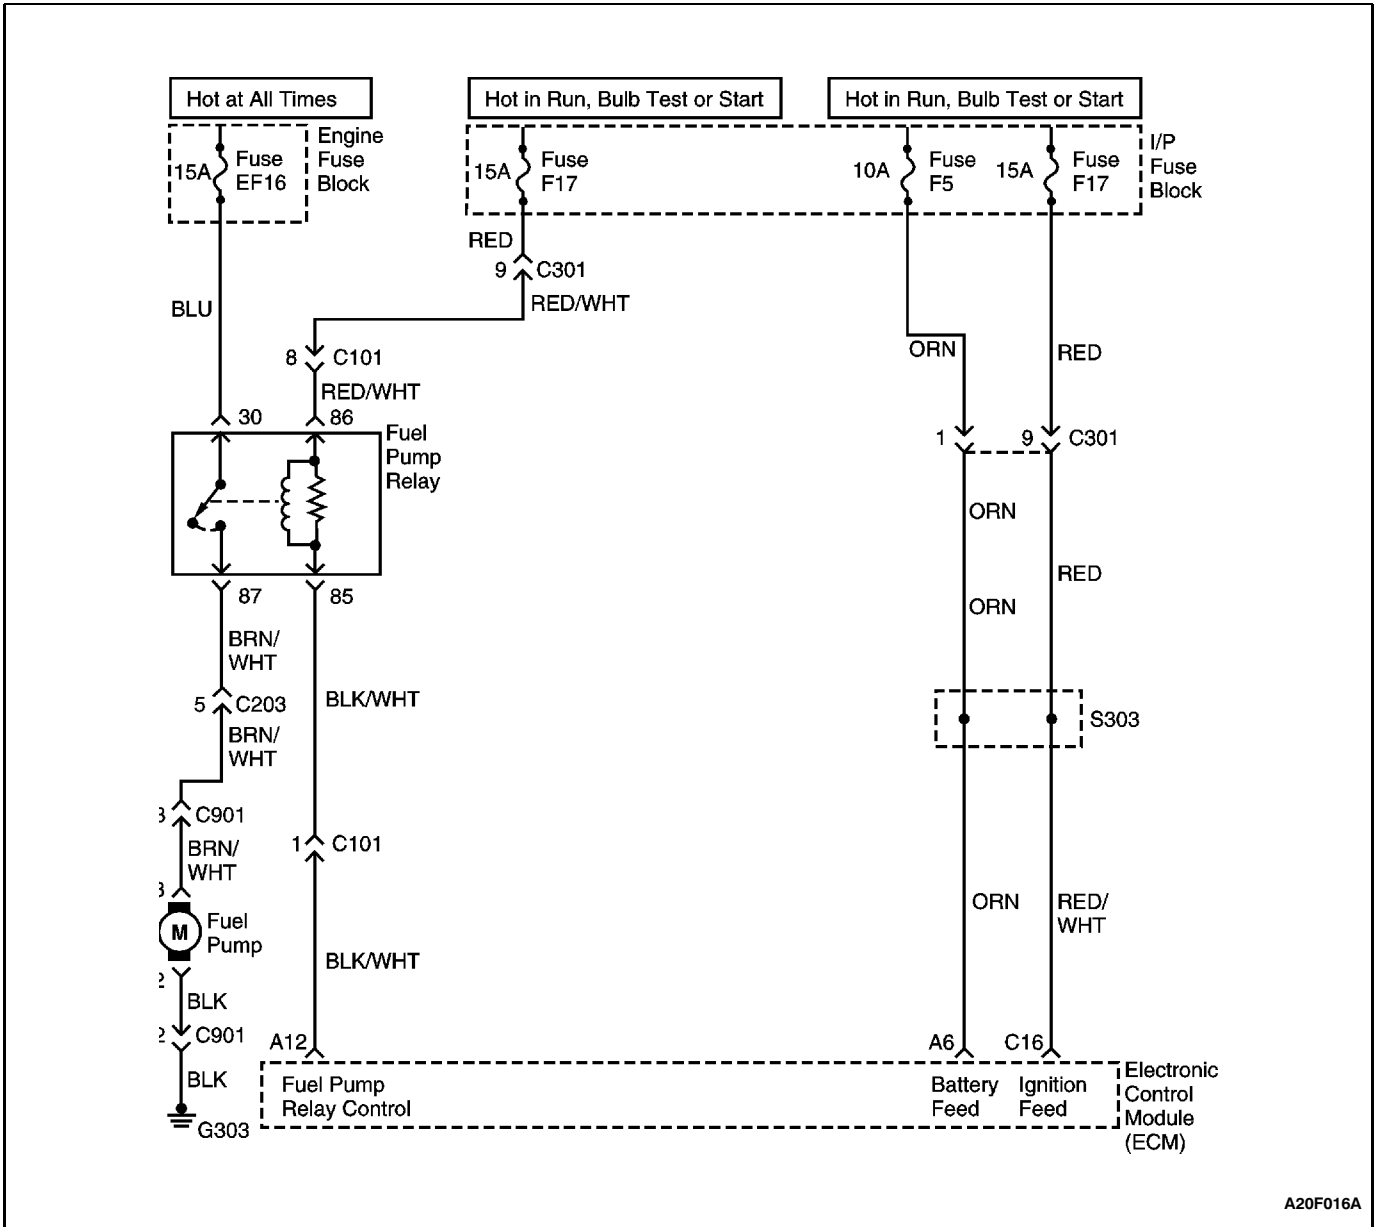 Hot at All Times
Hot in Run, Bulb Test or Start
Hot in Run, Bulb Test or Start
15A
Fuse
EF16
Engine
Fuse
Block
15A
Fuse
F17
10A
Fuse
F5
15A
Fuse
F17
I/P
Fuse
Block
RED
9 C301
RED/WHT
BLU
8 C101
RED/WHT
ORN
RED
30
86
Fuel
Pump
Relay
1
9 C301
ORN
RED
ORN
87
85
BRN/
WHT
5 C203
BRN/
WHT
BLK/WHT
S303
C901
BRN/
WHT
1 C101
M
Fuel
Pump
ORN
RED/
WHT
BLK/WHT
2
BLK
2 C901
BLK
G303
A12
A6
C16
Fuel Pump
Relay Control
Battery
Feed
Ignition
Feed
Electronic
Control
Module
(ECM)
A20F016A